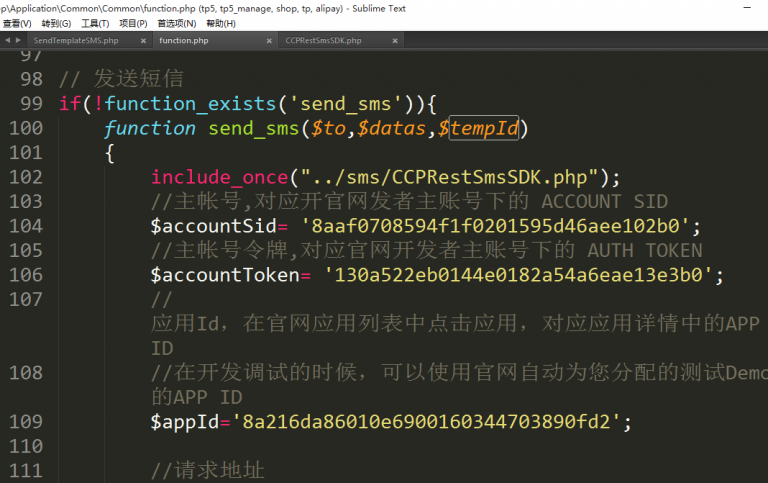 ep\Application\Common\Common\function.php (tp5, tp5_manage, shop, tp, alipay) - Sublime Text
查看(V) 转到(G) 工具(T) 项目(P) 首选项(N) 帮助(H)
SendTemplateSMS.php function.php CCPRestSmsSDK.php
97
98 // 发送短信
99 if(!function_exists('send_sms')){
100 function send_sms($to,$datas,$tempId)
101 {
102 include_once("../sms/CCPRestSmsSDK.php");
103 //主帐号,对应开官网发者主账号下的 ACCOUNT SID
104 $accountSid= '8aaf0708594f1f0201595d46aee102b0';
105 //主帐号令牌,对应官网开发者主账号下的 AUTH TOKEN
106 $accountToken= '130a522eb0144e0182a54a6eae13e3b0';
107 //
应用Id，在官网应用列表中点击应用，对应应用详情中的APP
ID
108 //在开发调试的时候，可以使用官网自动为您分配的测试Demo
的APP ID
109 $appId='8a216da86010e6900160344703890fd2';
110
111 //请求地址